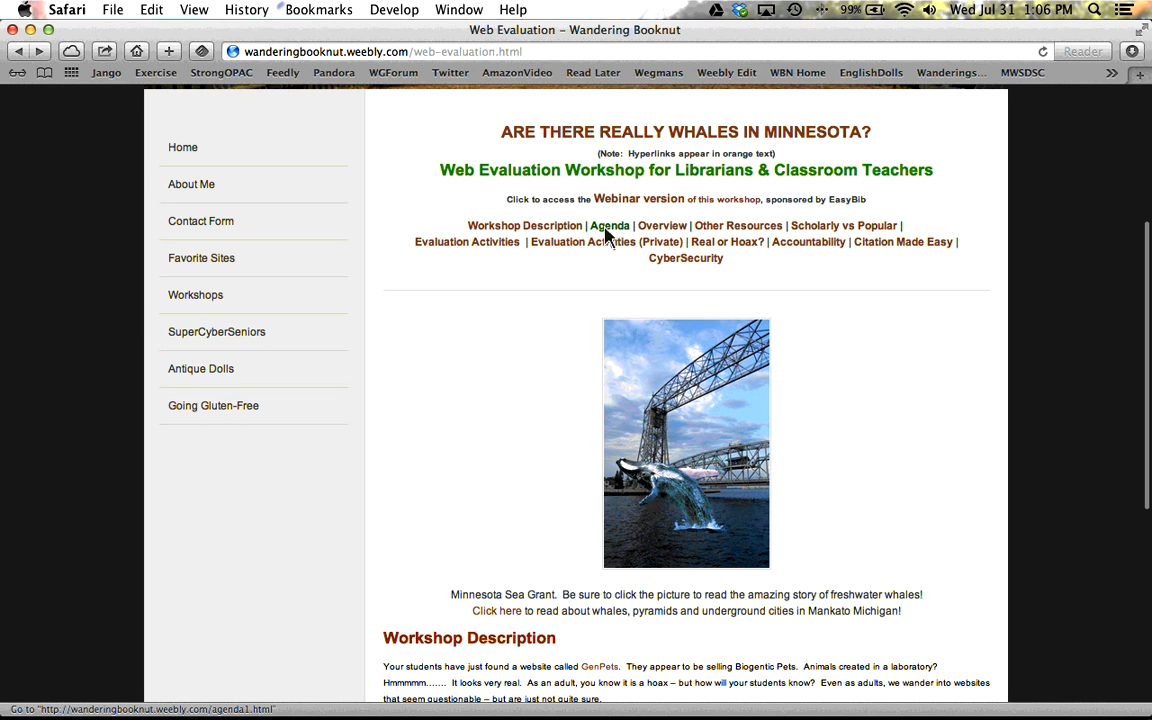 Safari File Edit View History Bookmarks Develop Window Help 99% Wed Jul 31 1:06 PM
Web Evaluation – Wandering Booknut
wanderingbooknut.weebly.com/web-evaluation.html Reader
Jango Exercise StrongOPAC Feedly Pandora WGForum Twitter AmazonVideo Read Later Wegmans Weebly Edit WBN Home EnglishDolls Wanderings... MWSDSC
Home
About Me
Contact Form
Favorite Sites
Workshops
SuperCyberSeniors
Antique Dolls
Going Gluten-Free
ARE THERE REALLY WHALES IN MINNESOTA?
(Note: Hyperlinks appear in orange text)
Web Evaluation Workshop for Librarians & Classroom Teachers
Click to access the Webinar version of this workshop, sponsored by EasyBib
Workshop Description | Agenda | Overview | Other Resources | Scholarly vs Popular |
Evaluation Activities | Evaluation Activities (Private) | Real or Hoax? | Accountability | Citation Made Easy |
CyberSecurity
Minnesota Sea Grant. Be sure to click the picture to read the amazing story of freshwater whales!
Click here to read about whales, pyramids and underground cities in Mankato Michigan!
Workshop Description
Your students have just found a website called GenPets. They appear to be selling Biogentic Pets. Animals created in a laboratory?
Hmmmmm....... It looks very real. As an adult, you know it is a hoax – but how will your students know? Even as adults, we wander into websites
that seem questionable – but are just not quite sure.
Go to "http://wanderingbooknut.weebly.com/agenda1.html"